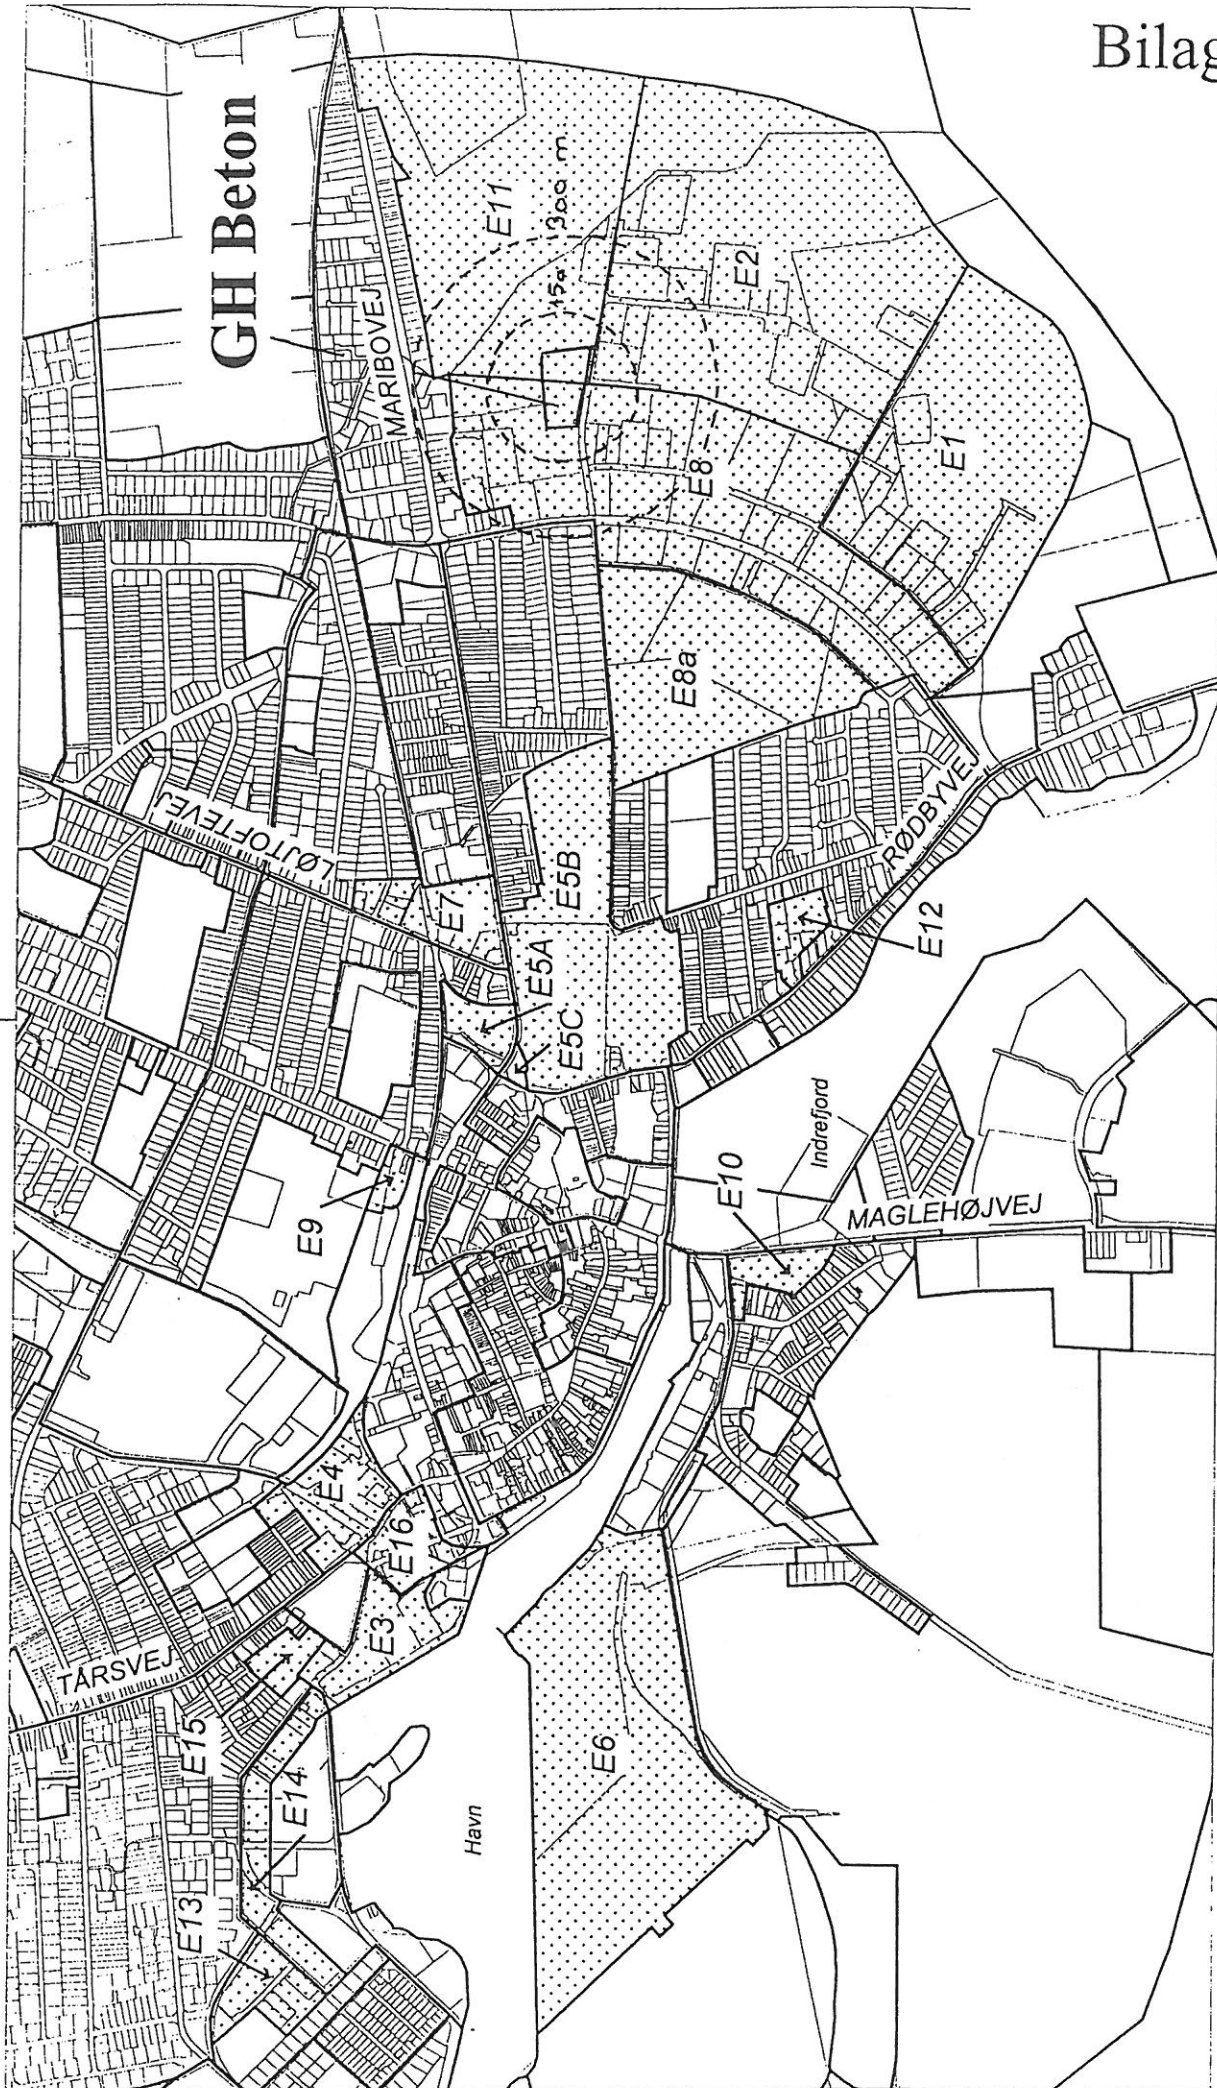 Bilag
GH Beton
MARIBOVEJ
E11
150
300 m
E2
E8
E1
E8a
LØJTOFTEVEJ
E7
E5B
E5A
E5C
RØDBYVEJ
E12
E9
Indrefjord
E10
MAGLEHØJVEJ
E4
E16
E3
TÅRSVEJ
E15
E14
E13
Havn
E6